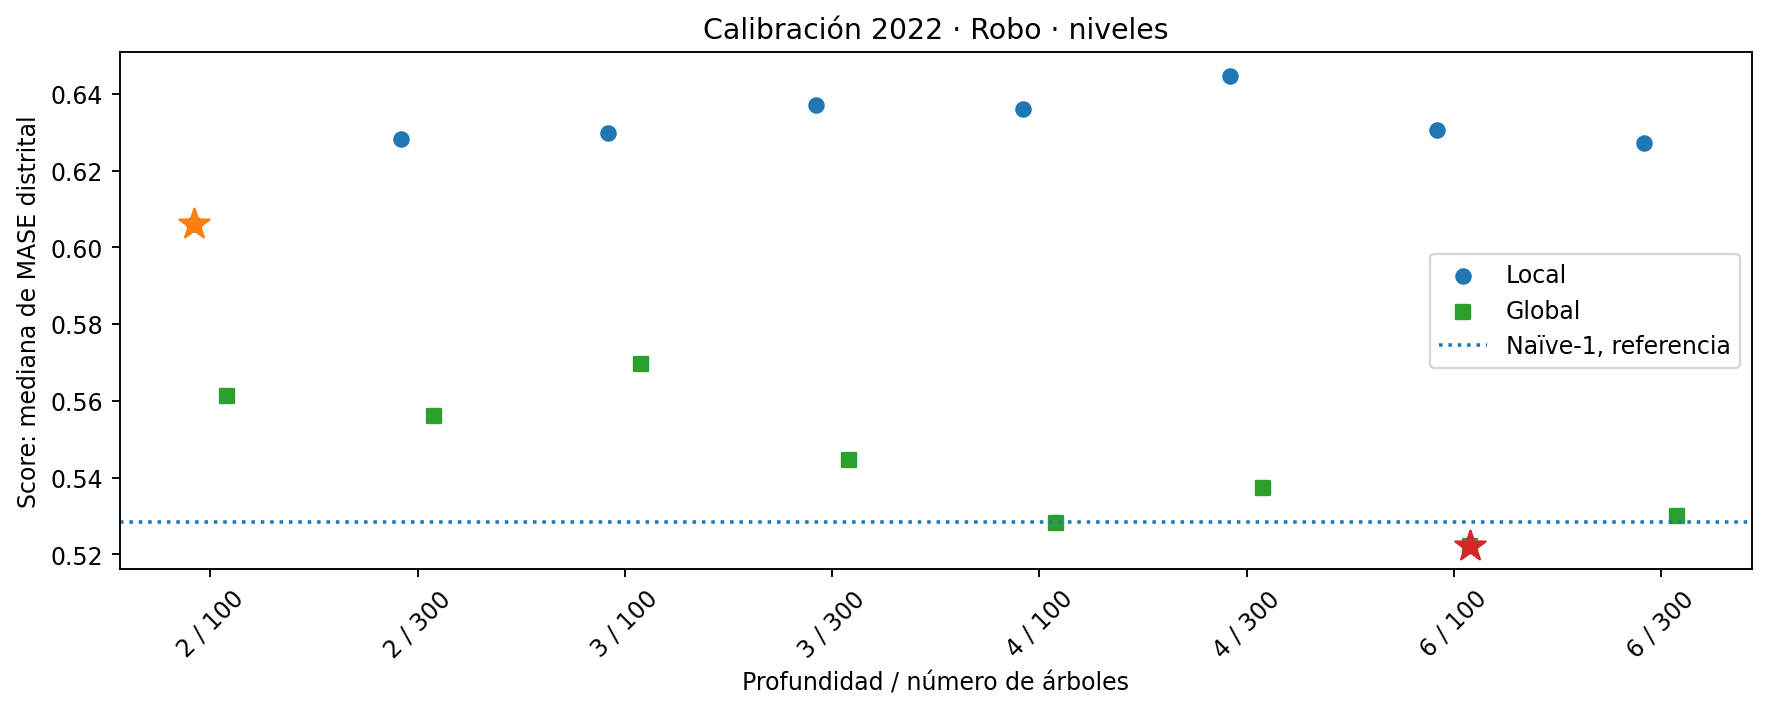 Calibración 2022 · Robo · niveles
Score: mediana de MASE distrital
0.64
0.62
0.60
0.58
0.56
0.54
0.52
Local
Global
Naïve-1, referencia
2 / 100
2 / 300
3 / 100
3 / 300
4 / 100
4 / 300
6 / 100
6 / 300
Profundidad / número de árboles